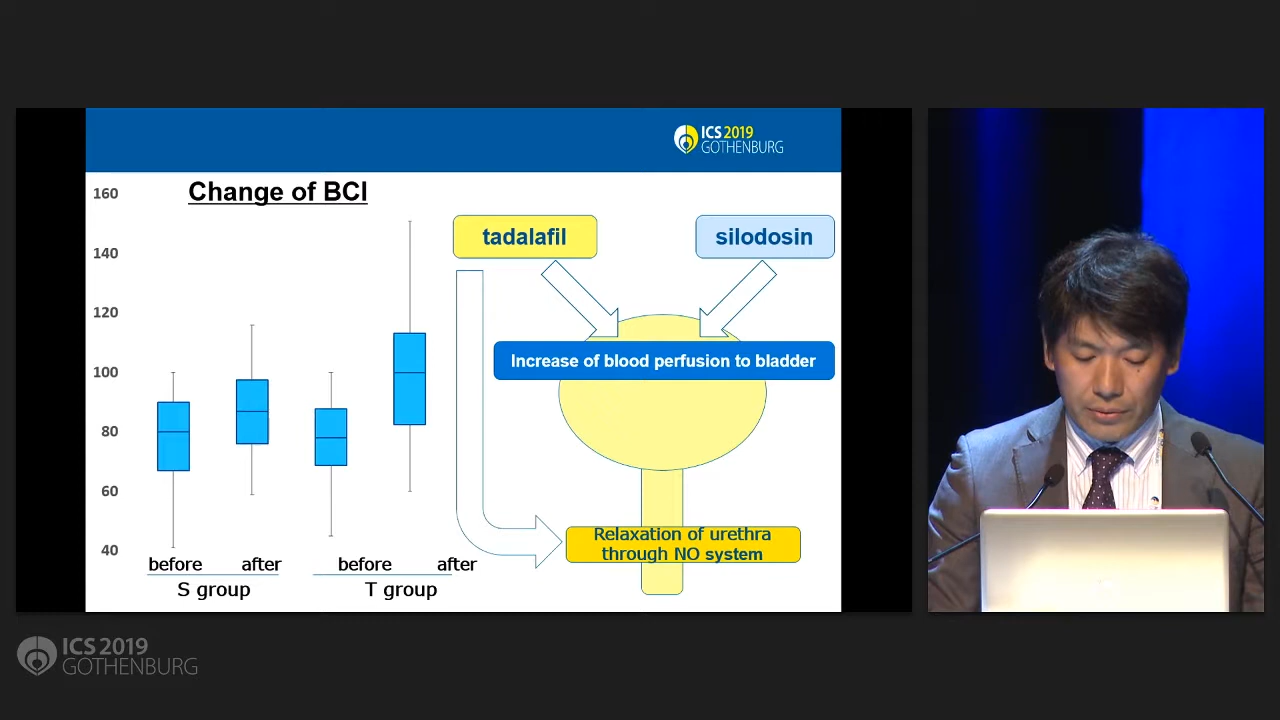 ICS 2019
GOTHENBURG
Change of BCI
160
140
120
100
80
60
40
before after before after
S group T group
tadalafil
silodosin
Increase of blood perfusion to bladder
Relaxation of urethra
through NO system
ICS 2019
GOTHENBURG